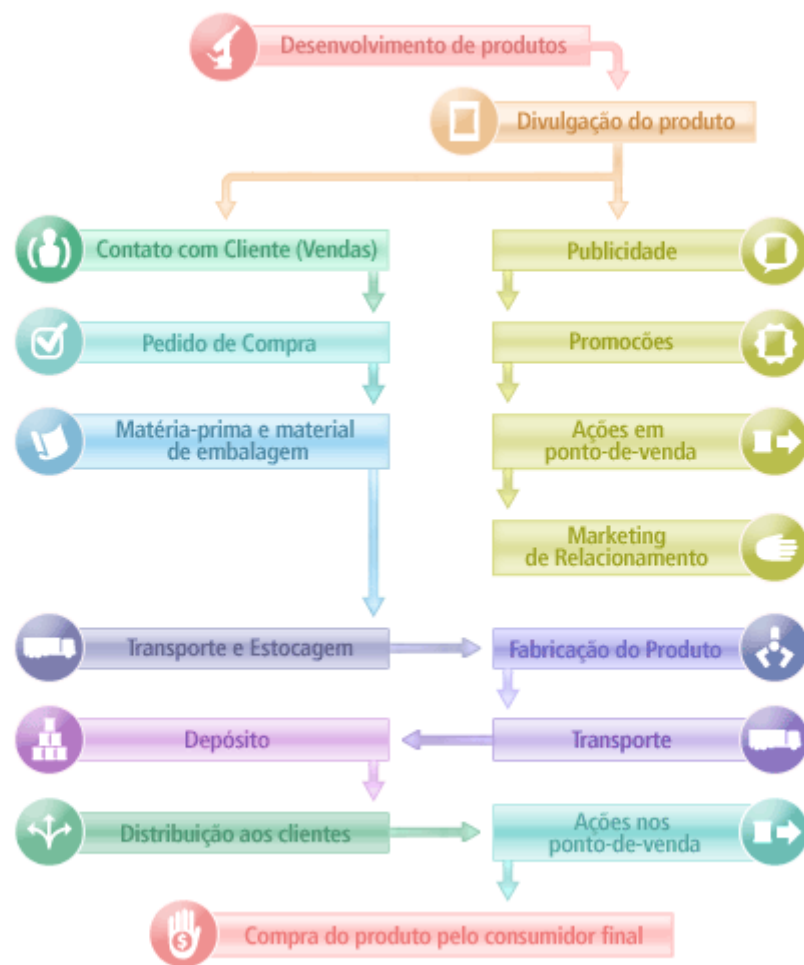 Desenvolvimento de produtos
Divulgação do produto
Contato com Cliente (Vendas)
Publicidade
Pedido de Compra
Promocões
Matéria-prima e material
de embalagem
Ações em
ponto-de-venda
Marketing
de Relacionamento
Transporte e Estocagem
Fabricação do Produto
Depósito
Transporte
Distribuição aos clientes
Ações nos
ponto-de-venda
$
Compra do produto pelo consumidor final